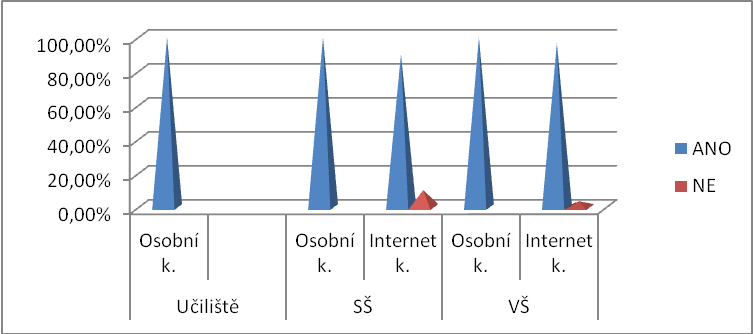 100,00%
80,00%
60,00%
40,00%
20,00%
0,00%
Osobní k.
Osobní k.
Internet k.
Osobní k.
Internet k.
Učiliště
SŠ
VŠ
ANO
NE